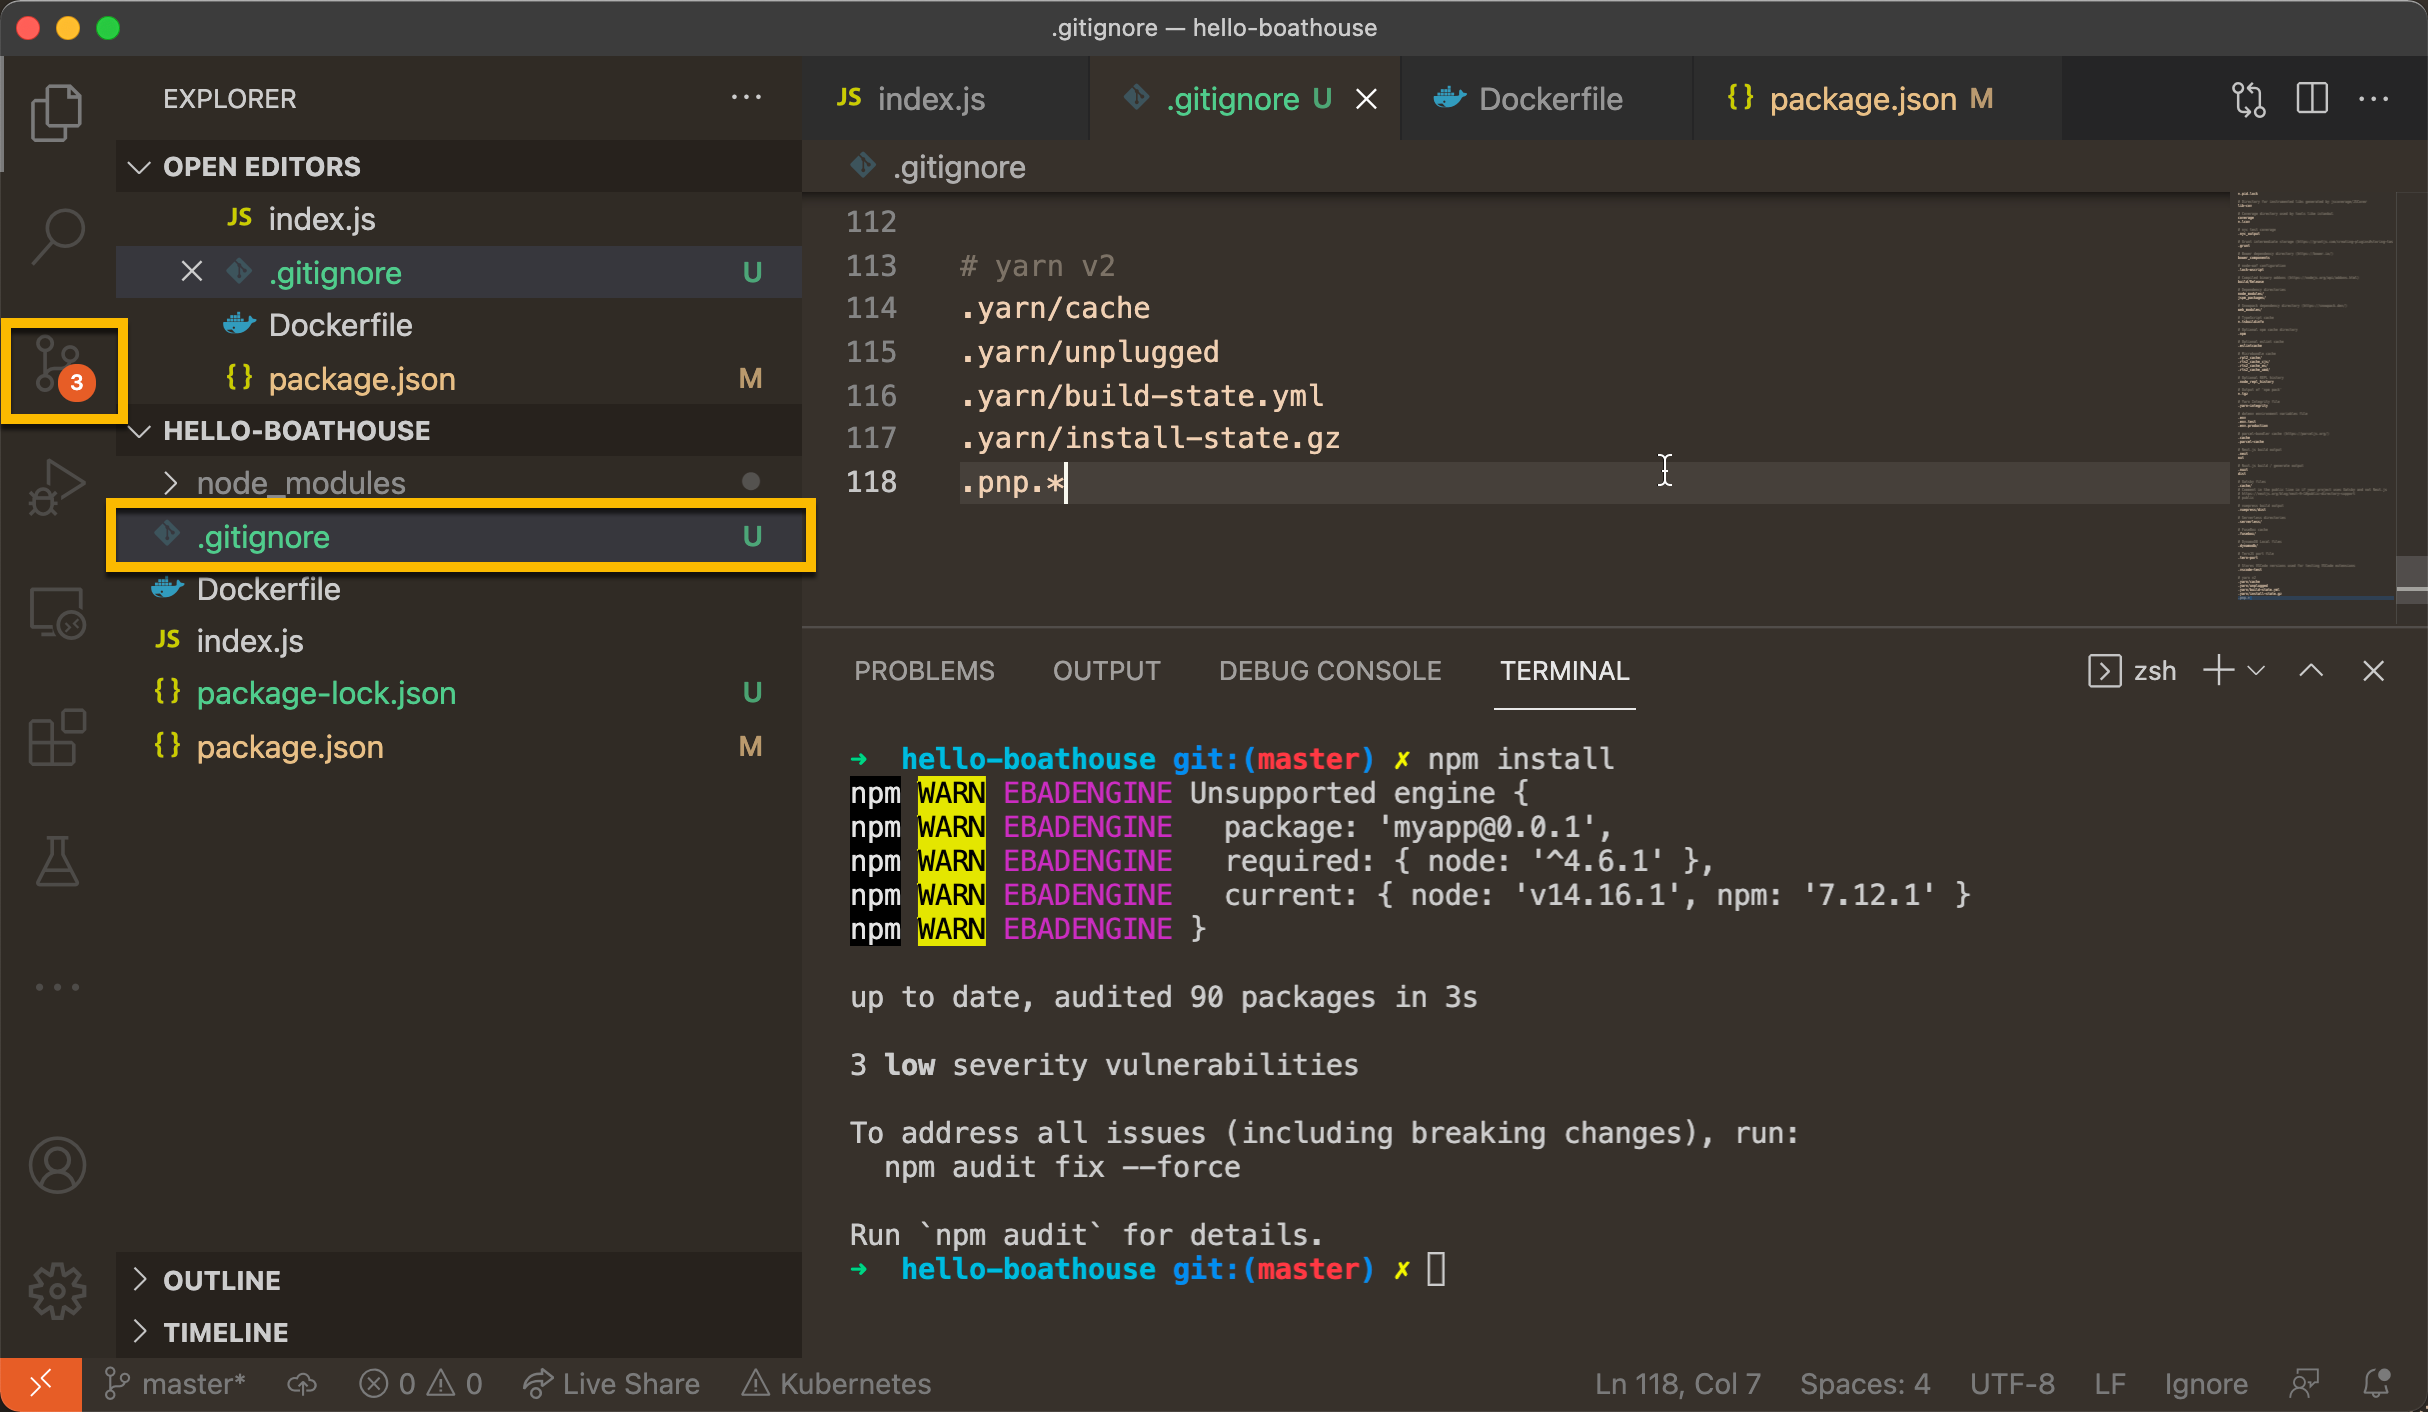 .gitignore — hello-boathouse
EXPLORER
JS index.js
.gitignore U
Dockerfile
{} package.json M
OPEN EDITORS
JS index.js
.gitignore U
Dockerfile
{} package.json M
3
HELLO-BOATHOUSE
node_modules
.gitignore U
Dockerfile
JS index.js
{} package-lock.json U
{} package.json M
OUTLINE
TIMELINE
.gitignore
112
113 # yarn v2
114 .yarn/cache
115 .yarn/unplugged
116 .yarn/build-state.yml
117 .yarn/install-state.gz
118 .pnp.*
PROBLEMS OUTPUT DEBUG CONSOLE TERMINAL zsh
➜ hello-boathouse git:(master) ✗ npm install
npm WARN EBADENGINE Unsupported engine {
npm WARN EBADENGINE package: 'myapp@0.0.1',
npm WARN EBADENGINE required: { node: '^4.6.1' },
npm WARN EBADENGINE current: { node: 'v14.16.1', npm: '7.12.1' }
npm WARN EBADENGINE }
up to date, audited 90 packages in 3s
3 low severity vulnerabilities
To address all issues (including breaking changes), run:
npm audit fix --force
Run `npm audit` for details.
➜ hello-boathouse git:(master) ✗
master* 0 0 Live Share Kubernetes Ln 118, Col 7 Spaces: 4 UTF-8 LF Ignore